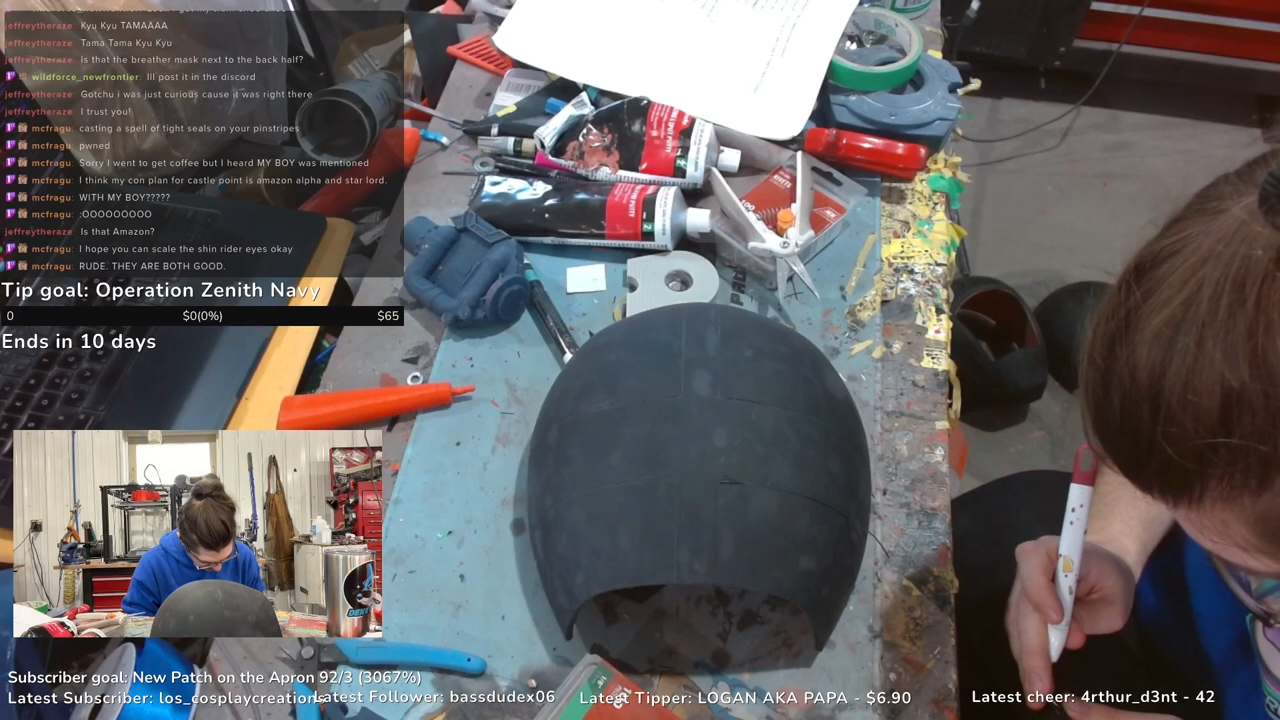 jeffreytheraze: Kyu Kyu TAMAAAA
jeffreytheraze: Tama Tama Kyu Kyu
jeffreytheraze: Is that the breather mask next to the back half?
wildforce_newfrontier: Ill post it in the discord
jeffreytheraze: Gotchu i was just curious cause it was right there
jeffreytheraze: I trust you!
mcfragu: casting a spell of tight seals on your pinstripes
mcfragu: pwned
mcfragu: Sorry I went to get coffee but I heard MY BOY was mentioned
mcfragu: I think my con plan for castle point is amazon alpha and star lord.
mcfragu: WITH MY BOY?????
mcfragu: :OOOOOOOOO
jeffreytheraze: Is that Amazon?
mcfragu: I hope you can scale the shin rider eyes okay
mcfragu: RUDE. THEY ARE BOTH GOOD.
Tip goal: Operation Zenith Navy
0 $0(0%) $65
Ends in 10 days
Subscriber goal: New Patch on the Apron 92/3 (3067%)
Latest Subscriber: los_cosplaycreations
Latest Follower: bassdudex06
Latest Tipper: LOGAN AKA PAPA - $6.90
Latest cheer: 4rthur_d3nt - 42